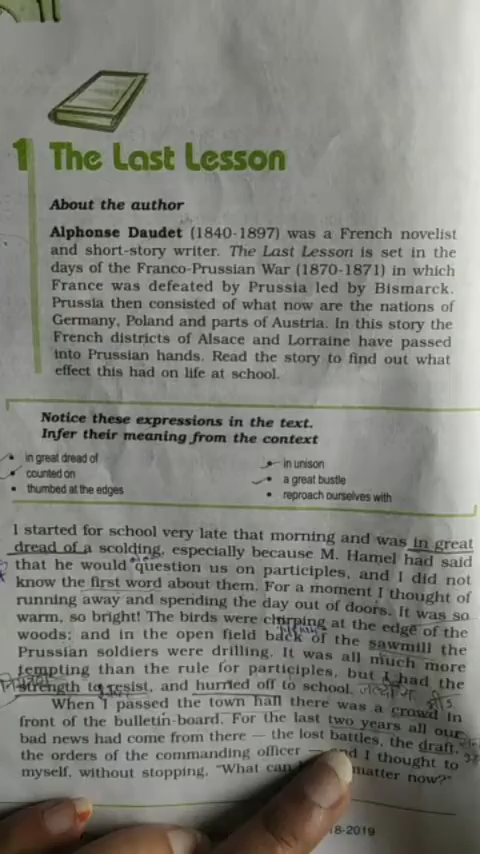 1 The Last Lesson
About the author
Alphonse Daudet (1840-1897) was a French novelist
and short-story writer. The Last Lesson is set in the
days of the Franco-Prussian War (1870-1871) in which
France was defeated by Prussia led by Bismarck.
Prussia then consisted of what now are the nations of
Germany, Poland and parts of Austria. In this story the
French districts of Alsace and Lorraine have passed
into Prussian hands. Read the story to find out what
effect this had on life at school.
Notice these expressions in the text.
Infer their meaning from the context
• in great dread of
• counted on
• thumbed at the edges
• in unison
• a great bustle
• reproach ourselves with
I started for school very late that morning and was in great
dread of a scolding, especially because M. Hamel had said
that he would question us on participles, and I did not
know the first word about them. For a moment I thought of
running away and spending the day out of doors. It was so
warm, so bright! The birds were chirping at the edge of the
woods; and in the open field back of the sawmill the
Prussian soldiers were drilling. It was all much more
tempting than the rule for participles, but I had the
strength to resist, and hurried off to school.
When I passed the town hall there was a crowd in
front of the bulletin-board. For the last two years all our
bad news had come from there — the lost battles, the draft,
the orders of the commanding officer — and I thought to
myself, without stopping, “What can matter now?”
18-2019